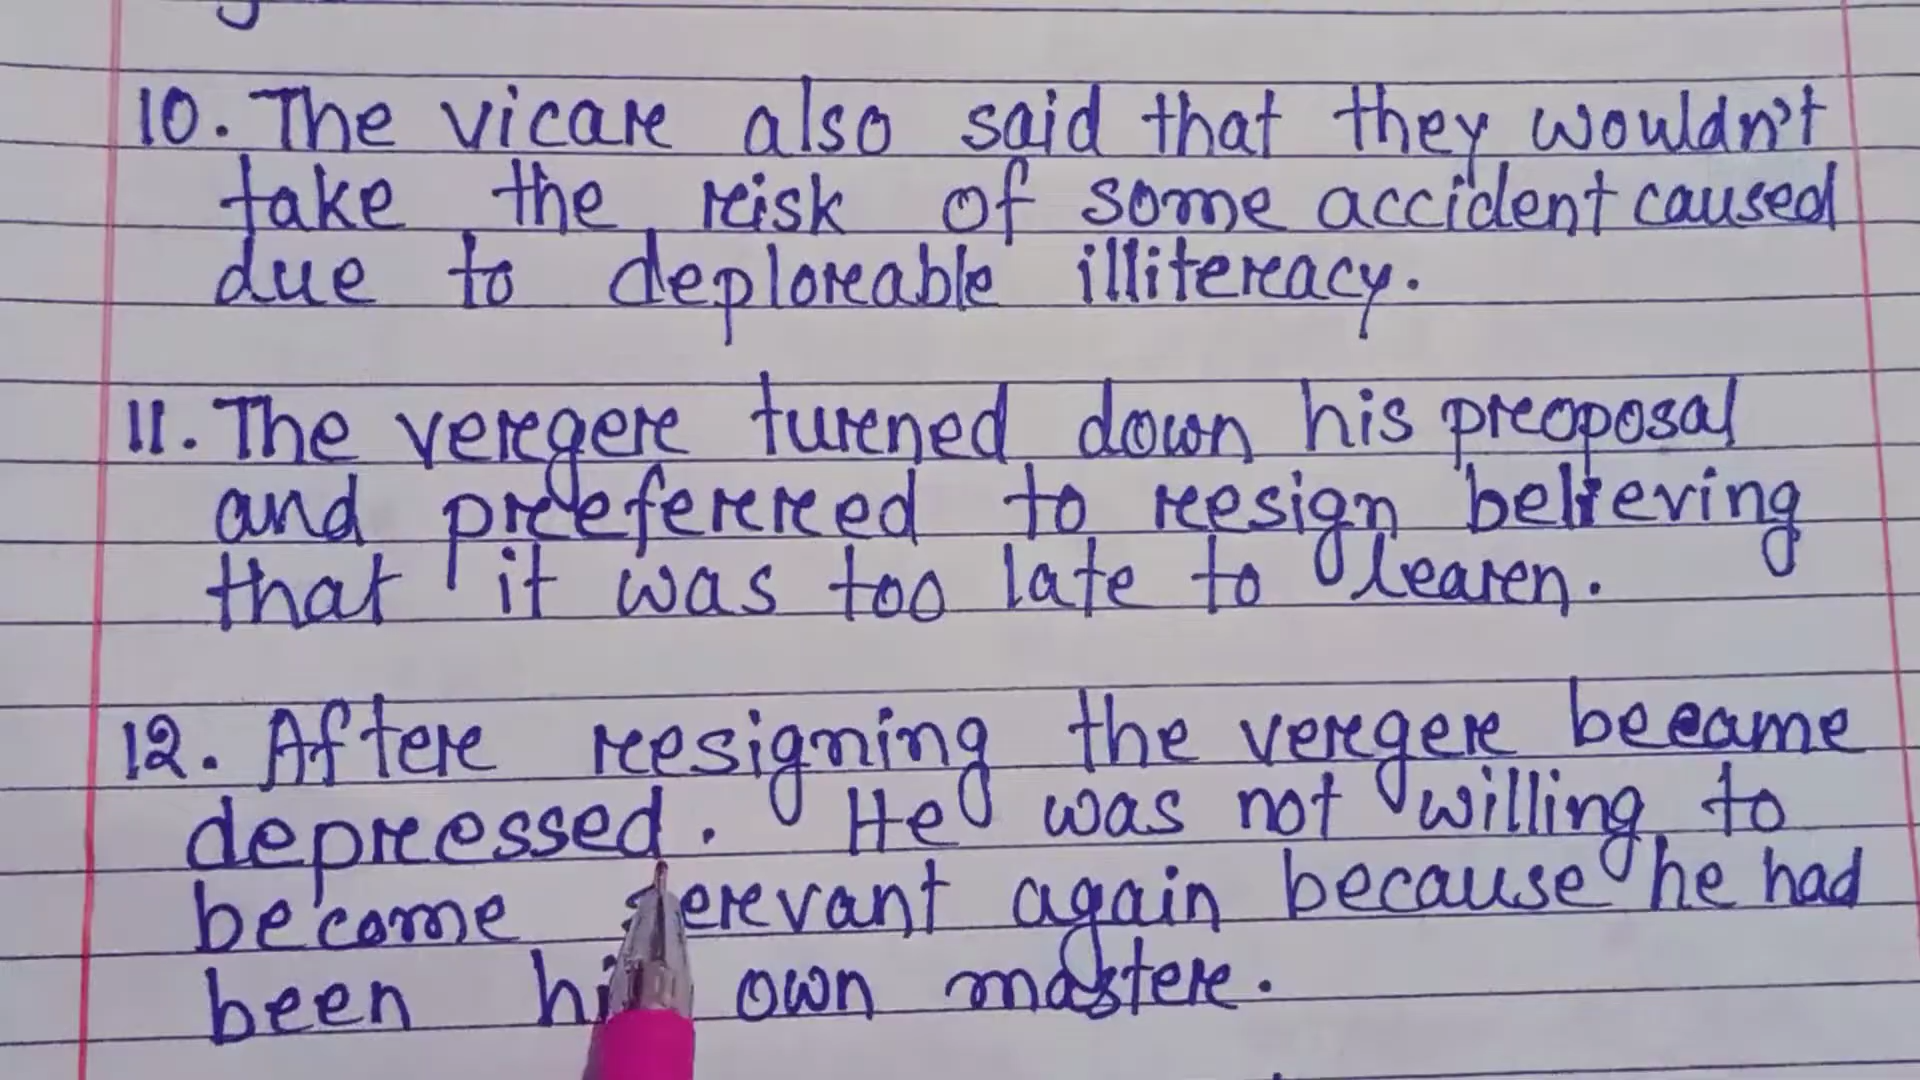 10. The vicar also said that they wouldn't
take the risk of some accident caused
due to deplorable illiteracy.
11. The verger turned down his proposal
and preferred to resign believing
that it was too late to learn.
12. After resigning the verger became
depressed. He was not willing to
become servant again because he had
been his own master.